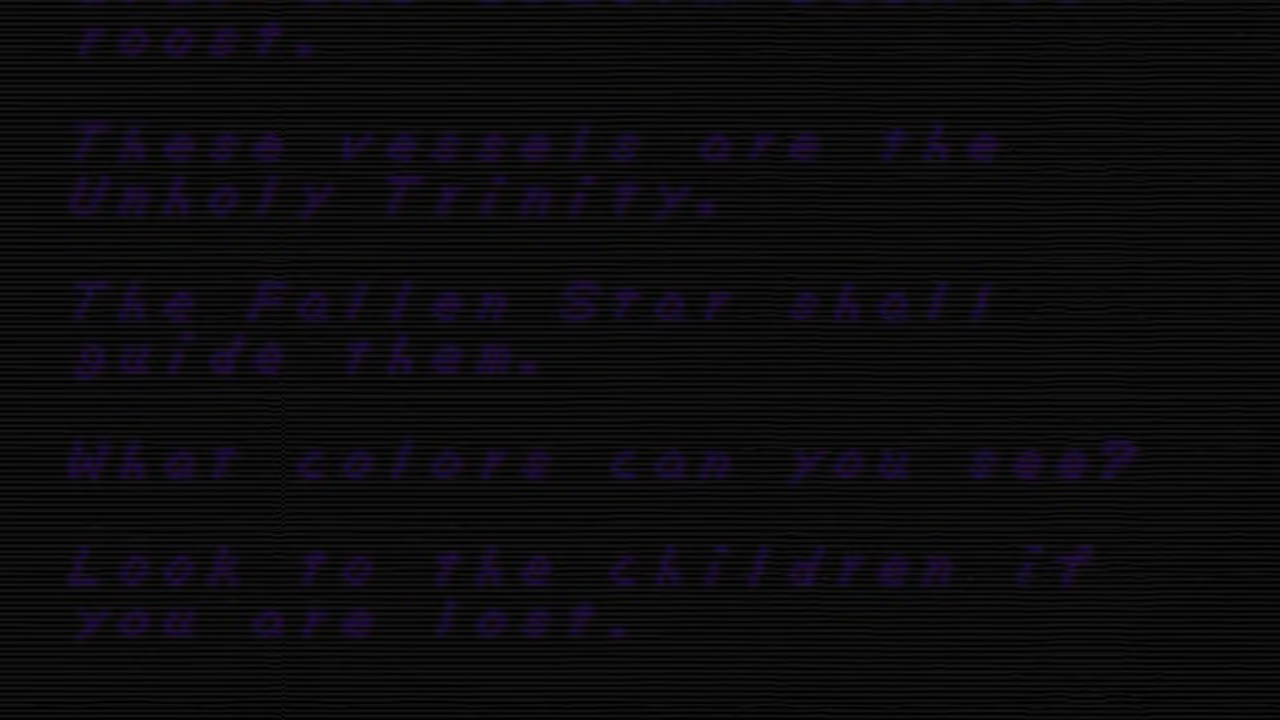 roost.
These vessels are the
Unholy Trinity.
The Fallen Star shall
guide them.
What colors can you see?
Look to the children if
you are lost.